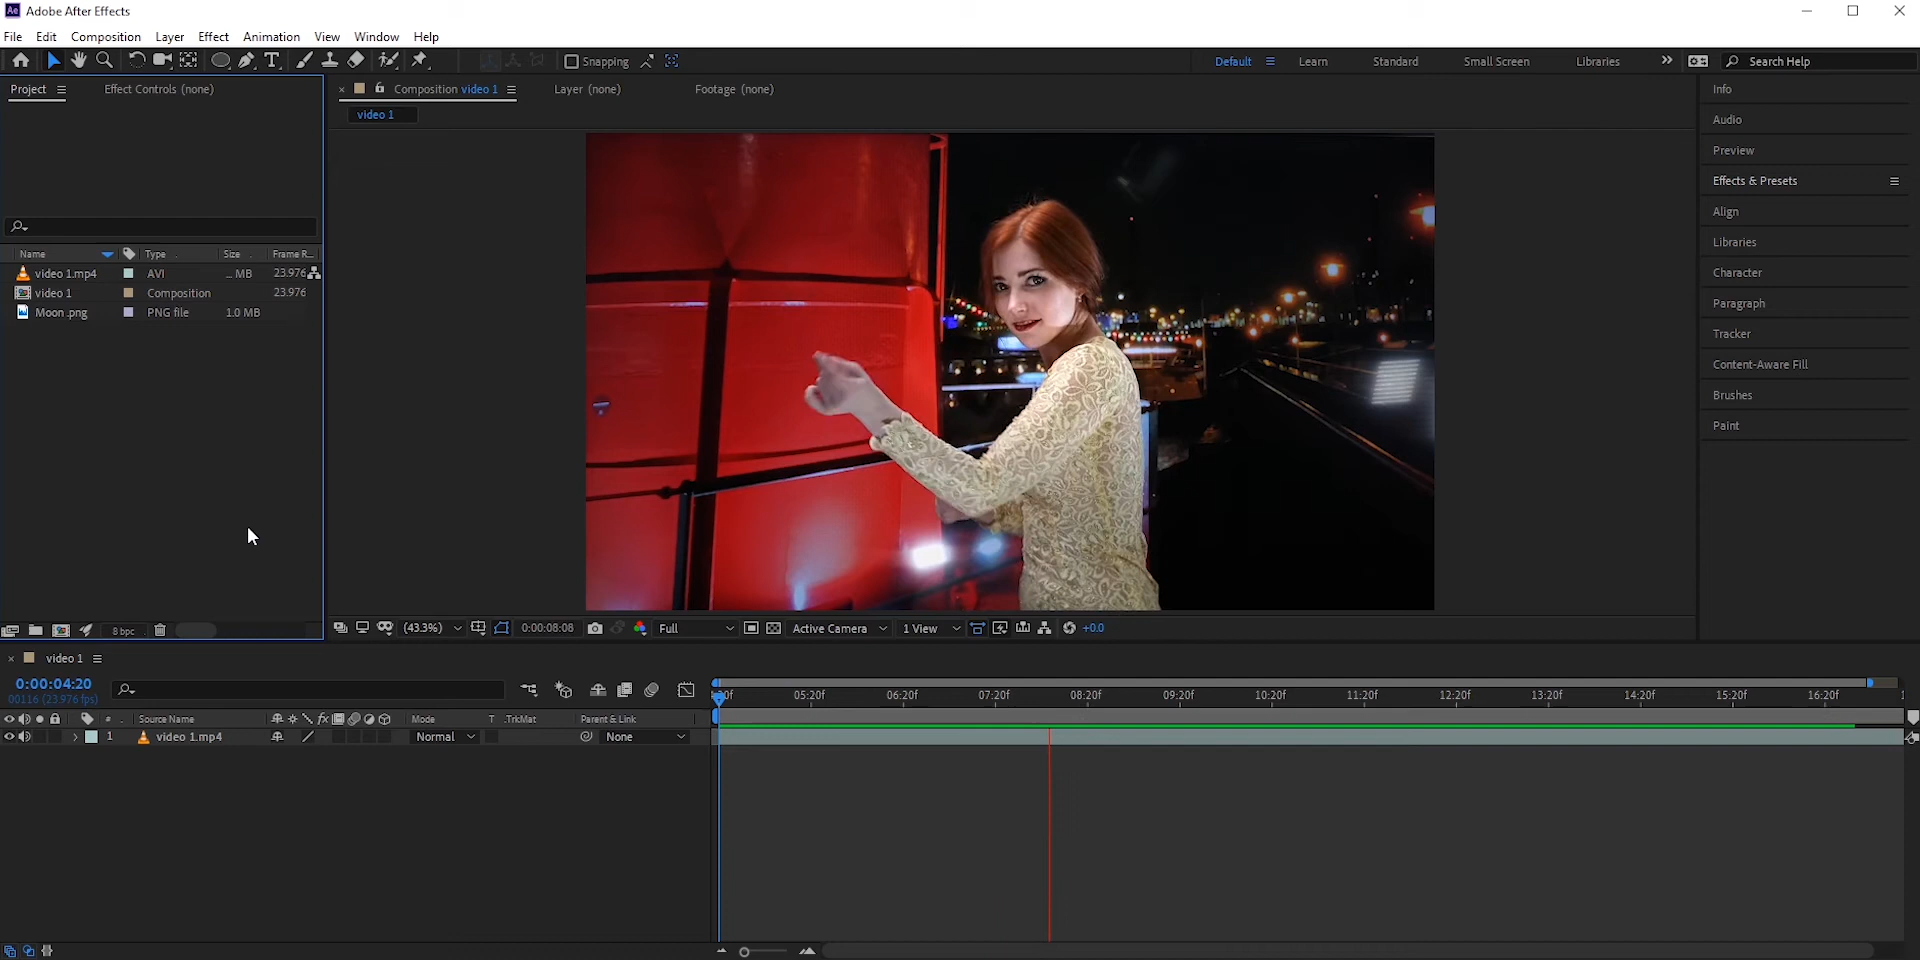 Ae Adobe After Effects
File Edit Composition Layer Effect Animation View Window Help
Snapping Default Learn Standard Small Screen Libraries Search Help
Project Effect Controls (none) Composition video 1 Layer (none) Footage (none) Info
video 1
Audio
Preview
Effects & Presets
Align
Libraries
Character
Paragraph
Tracker
Content-Aware Fill
Brushes
Paint
Name Type Size Frame R...
video 1.mp4 AVI ... MB 23.976
video 1 Composition 23.976
Moon .png PNG file 1.0 MB
8 bpc (43.3%) 0:00:08:08 Full Active Camera 1 View +0.0
video 1
0:00:04:20
00116 (23.976 fps)
05:20f 06:20f 07:20f 08:20f 09:20f 10:20f 11:20f 12:20f 13:20f 14:20f 15:20f 16:20f
# Source Name fx Mode T .TrkMat Parent & Link
1 video 1.mp4 Normal None